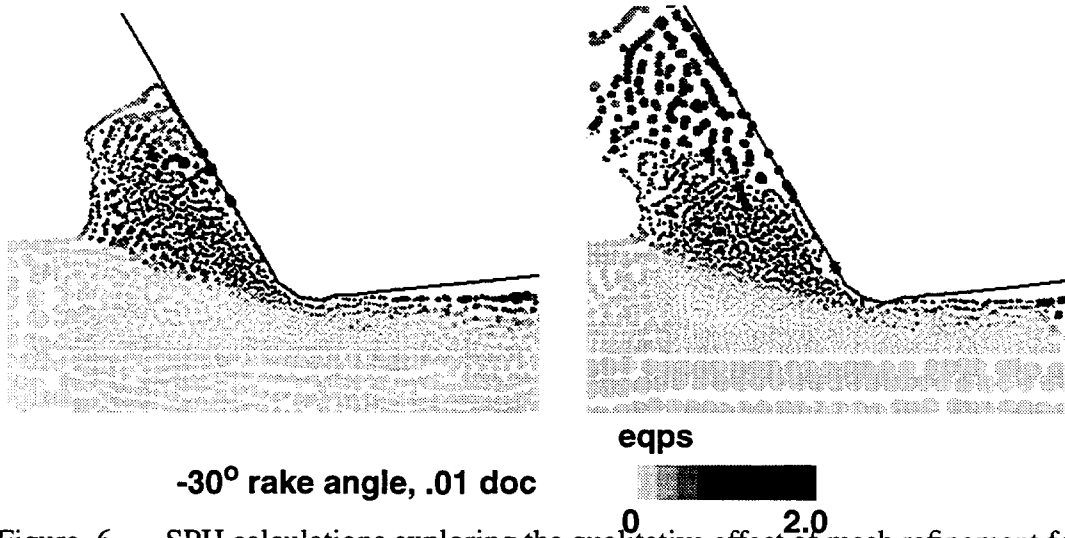 eqps
-30° rake angle, .01 doc
0 2.0
Figure 6 SPH calculations exploring the qualitative effect of mesh refinement